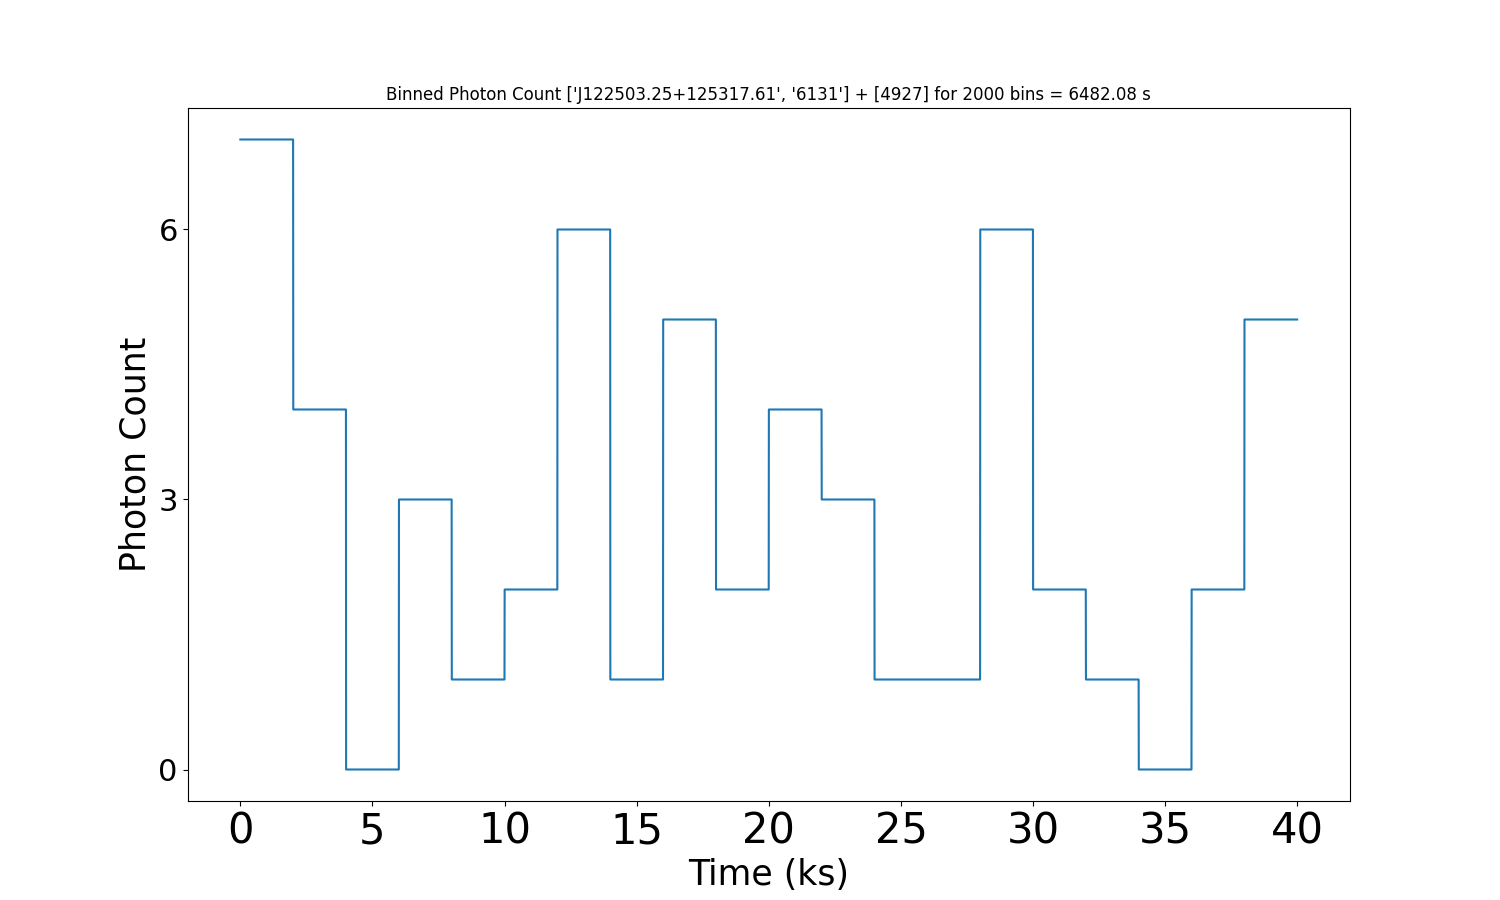 Binned Photon Count ['J122503.25+125317.61', '6131'] + [4927] for 2000 bins = 6482.08 s
6
3
0
Photon Count
0 5 10 15 20 25 30 35 40
Time (ks)